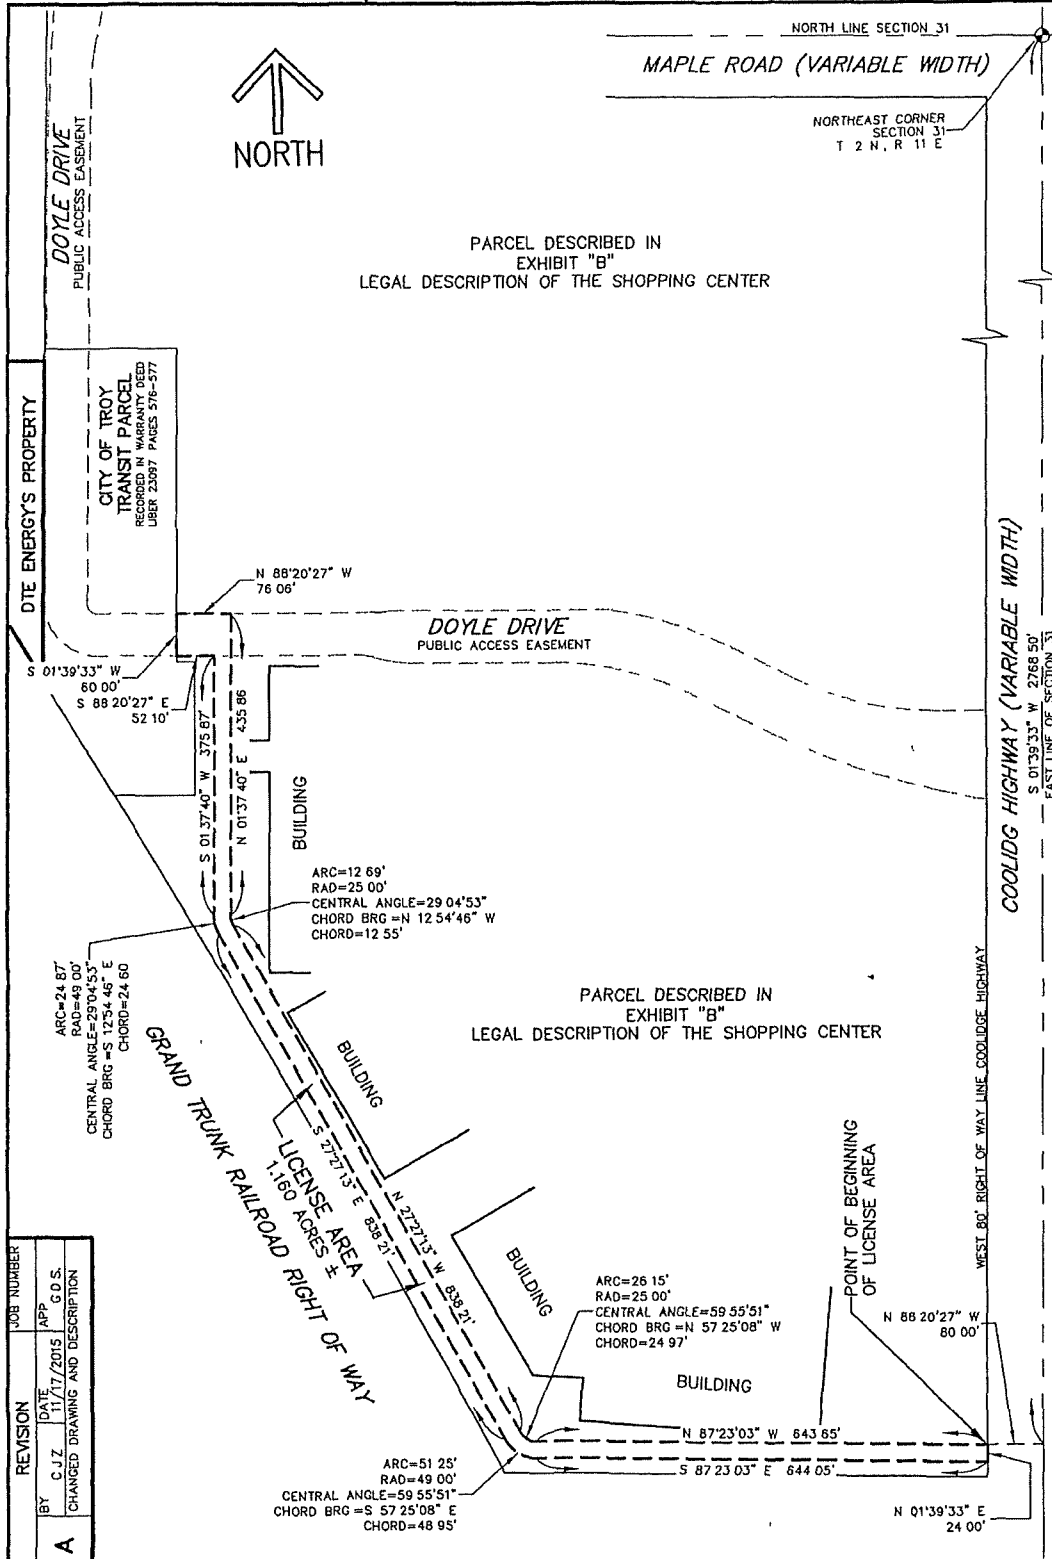 NORTH LINE SECTION 31
MAPLE ROAD (VARIABLE WIDTH)
NORTHEAST CORNER
SECTION 31
T 2 N, R 11 E
NORTH
DOYLE DRIVE
PUBLIC ACCESS EASEMENT
PARCEL DESCRIBED IN
EXHIBIT "B"
LEGAL DESCRIPTION OF THE SHOPPING CENTER
DTE ENERGY'S PROPERTY
CITY OF TROY
TRANSIT PARCEL
RECORDED IN WARRANTY DEED
LIBER 23097 PAGES 576-577
N 88°20'27" W
76 06'
DOYLE DRIVE
PUBLIC ACCESS EASEMENT
S 01°39'33" W
60 00'
S 88 20'27" E
52 10'
S 01 37'40" W 375 87'
N 01°37 40" E 435 86
BUILDING
COOLIDG HIGHWAY (VARIABLE WIDTH)
S 01°39'33" W 2768 50'
EAST LINE OF SECTION 31
ARC=12 69'
RAD=25 00'
CENTRAL ANGLE=29 04'53"
CHORD BRG =N 12 54'46" W
CHORD=12 55'
ARC=24 87'
RAD=49 00'
CENTRAL ANGLE=29°04'53"
CHORD BRG =S 12°54 46" E
CHORD=24 60
PARCEL DESCRIBED IN
EXHIBIT "B"
LEGAL DESCRIPTION OF THE SHOPPING CENTER
GRAND TRUNK RAILROAD RIGHT OF WAY
BUILDING
LICENSE AREA
1.160 ACRES ±
S 27°27 13" E 838 21'
N 27°27'13" W 838 21'
BUILDING
WEST 80' RIGHT OF WAY LINE COOLIDGE HIGHWAY
POINT OF BEGINNING
OF LICENSE AREA
N 88 20'27" W
80 00'
ARC=26 15'
RAD=25 00'
CENTRAL ANGLE=59 55'51"
CHORD BRG =N 57 25'08" W
CHORD=24 97'
BUILDING
N 87°23'03" W 643 65'
S 87 23 03" E 644 05'
ARC=51 25'
RAD=49 00'
CENTRAL ANGLE=59 55'51"
CHORD BRG =S 57 25'08" E
CHORD=48 95'
N 01°39'33" E
24 00'
REVISION
JOB NUMBER
BY C J Z
DATE 11/17/2015
APP G D S.
A
CHANGED DRAWING AND DESCRIPTION